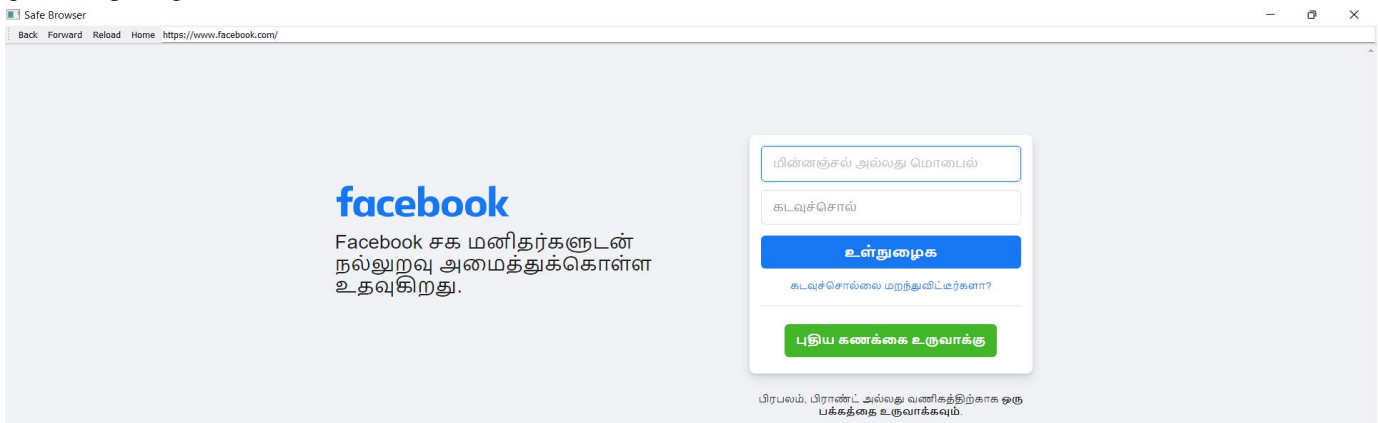 Safe Browser
Back Forward Reload Home https://www.facebook.com/
facebook
Facebook சக மனிதர்களுடன்
நல்லுறவு அமைத்துக்கொள்ள
உதவுகிறது.
மின்னஞ்சல் அல்லது மொபைல்
கடவுச்சொல்
உள்நுழைக
கடவுச்சொல்லை மறந்துவிட்டீர்களா?
புதிய கணக்கை உருவாக்கு
பிரபலம், பிராண்ட் அல்லது வணிகத்திற்காக ஒரு
பக்கத்தை உருவாக்கவும்.